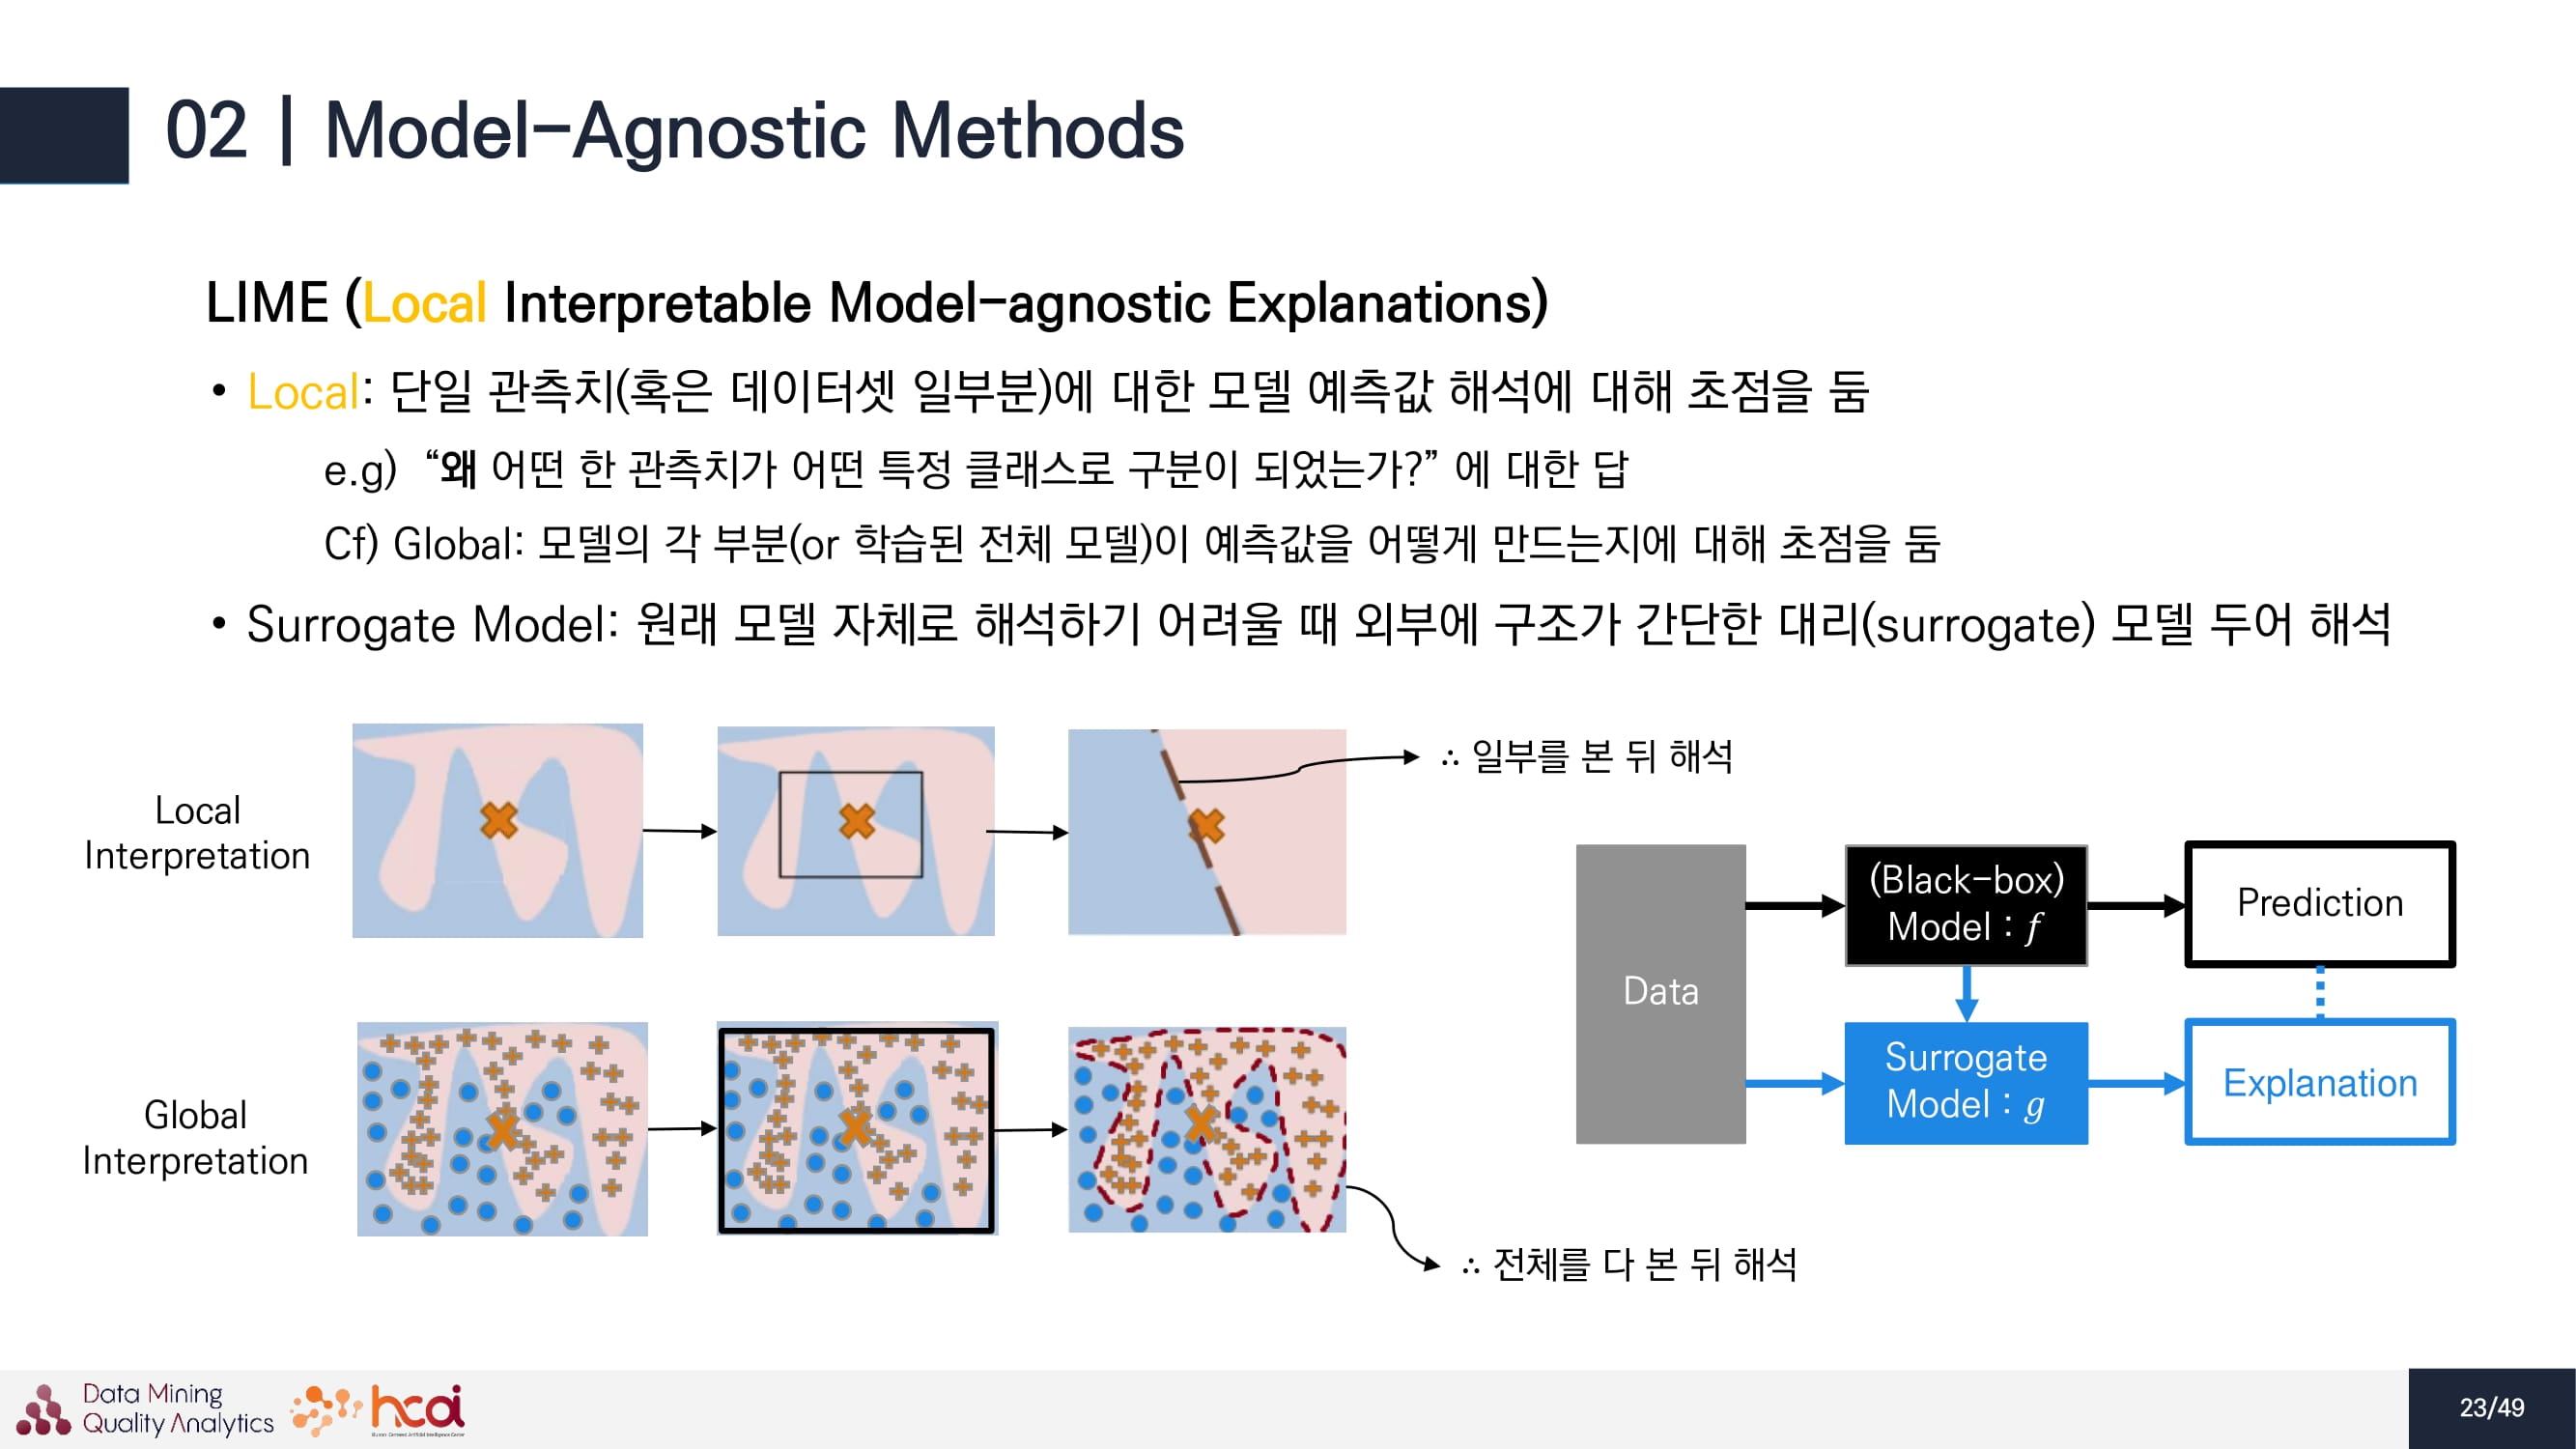 02 | Model-Agnostic Methods
LIME (Local Interpretable Model-agnostic Explanations)
• Local: 단일 관측치(혹은 데이터셋 일부분)에 대한 모델 예측값 해석에 대해 초점을 둠
e.g) “왜 어떤 한 관측치가 어떤 특정 클래스로 구분이 되었는가?” 에 대한 답
Cf) Global: 모델의 각 부분(or 학습된 전체 모델)이 예측값을 어떻게 만드는지에 대해 초점을 둠
• Surrogate Model: 원래 모델 자체로 해석하기 어려울 때 외부에 구조가 간단한 대리(surrogate) 모델 두어 해석
Local
Interpretation
∴ 일부를 본 뒤 해석
Global
Interpretation
∴ 전체를 다 본 뒤 해석
Data
(Black-box)
Model : f
Prediction
Surrogate
Model : g
Explanation
Data Mining
Quality Analytics
hcai
Human Centered Artificial Intelligence Center
23/49